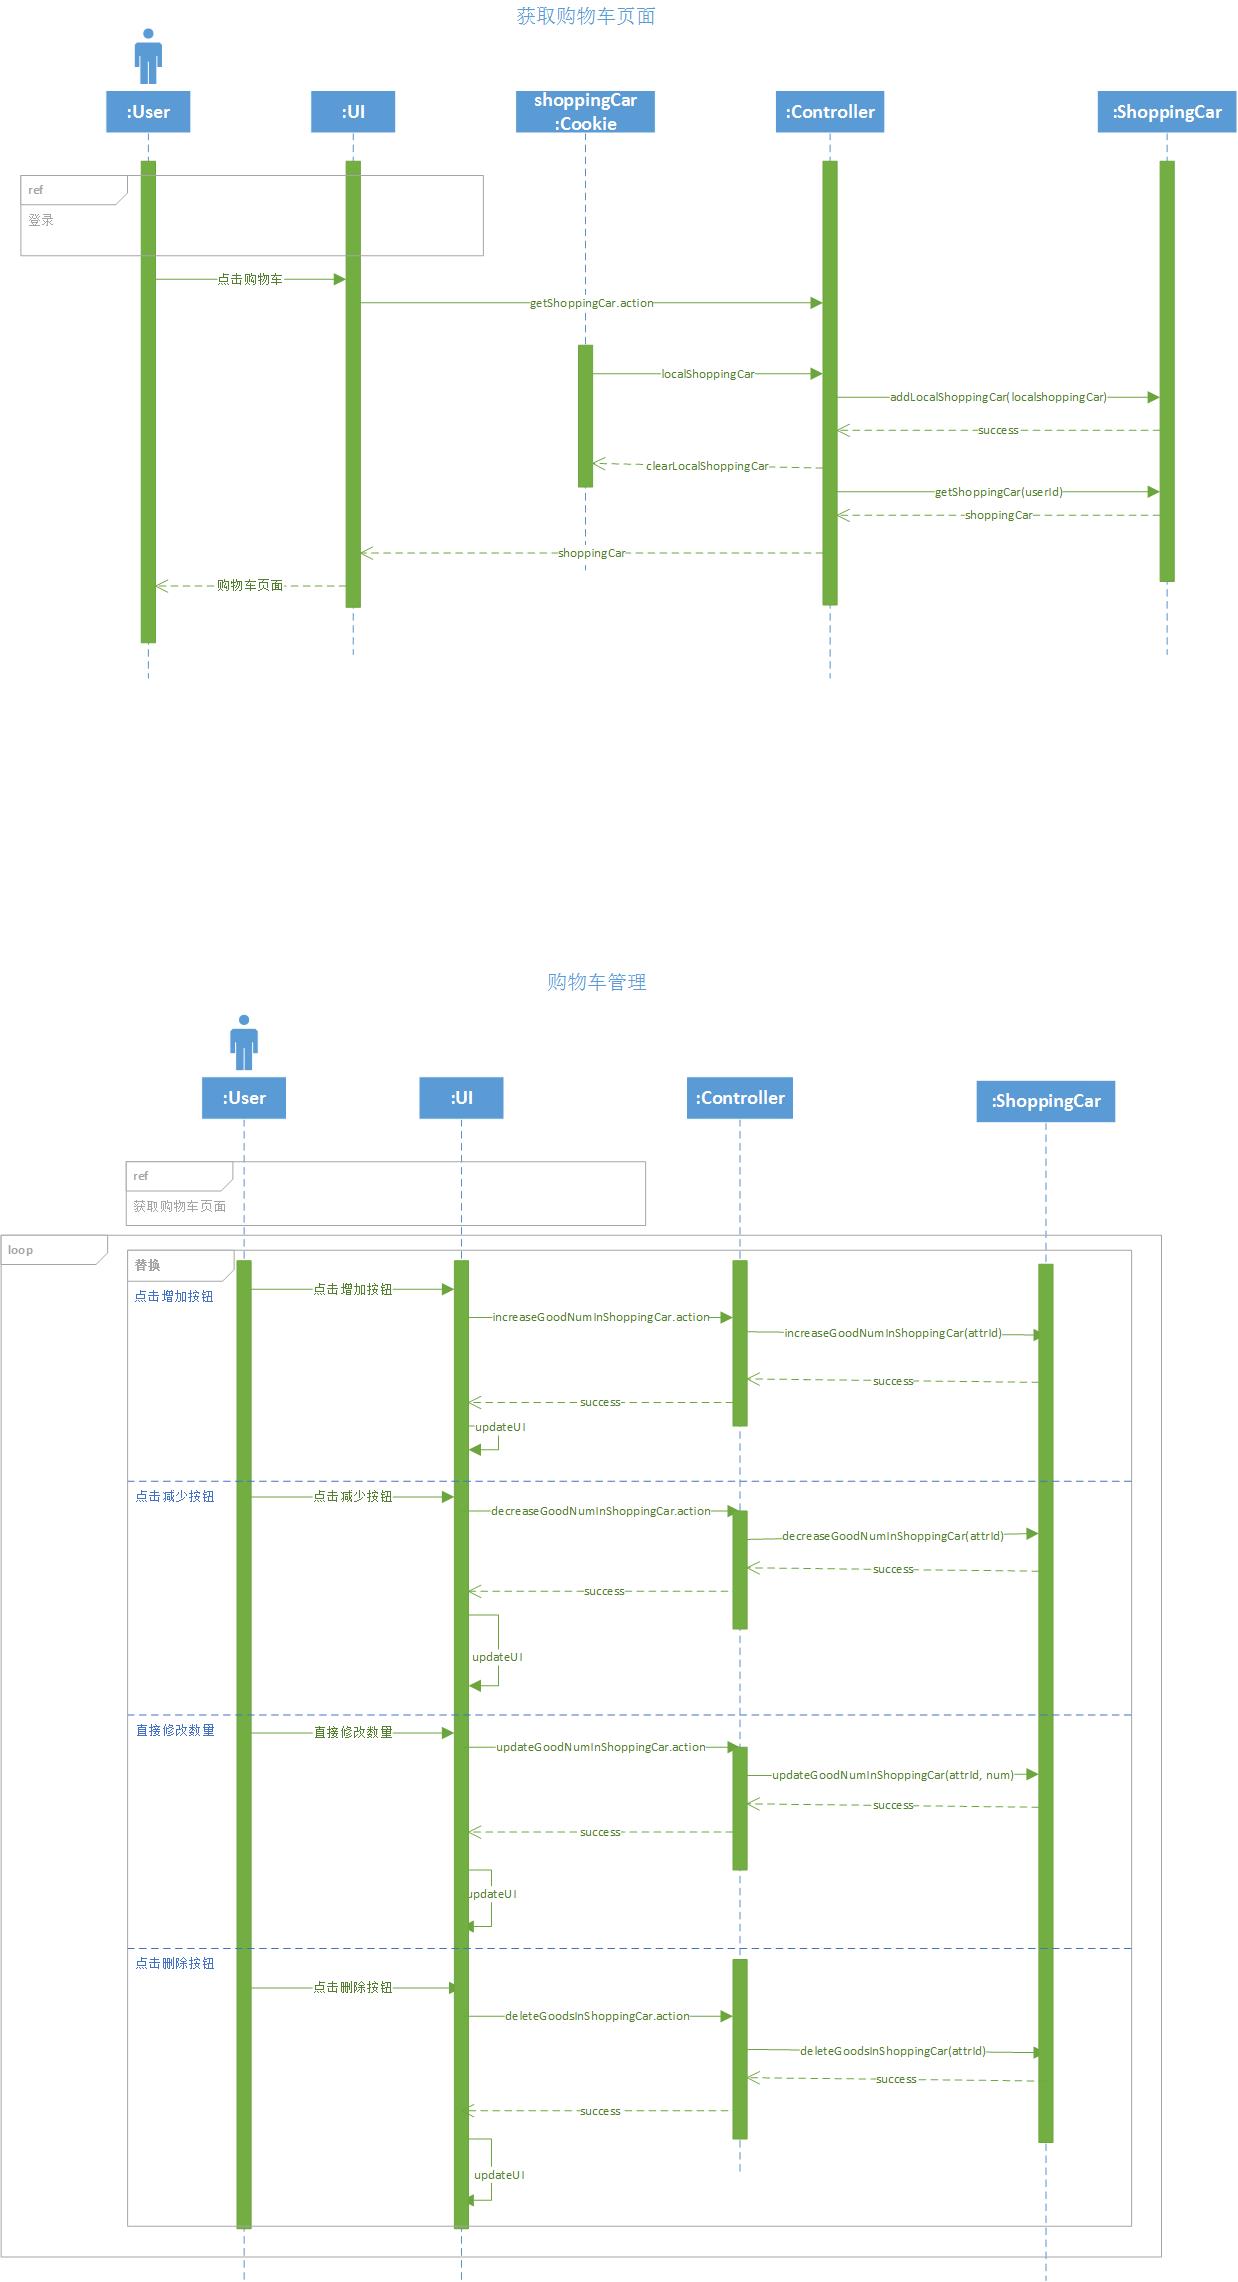 获取购物车页面
:User
:UI
shoppingCar
:Cookie
:Controller
:ShoppingCar
ref
登录
点击购物车
getShoppingCar.action
localShoppingCar
addLocalShoppingCar(localshoppingCar)
success
clearLocalShoppingCar
getShoppingCar(userId)
shoppingCar
shoppingCar
购物车页面
购物车管理
:User
:UI
:Controller
:ShoppingCar
ref
获取购物车页面
loop
替换
点击增加按钮
点击增加按钮
increaseGoodNumInShoppingCar.action
increaseGoodNumInShoppingCar(attrId)
success
success
updateUI
点击减少按钮
点击减少按钮
decreaseGoodNumInShoppingCar.action
decreaseGoodNumInShoppingCar(attrId)
success
success
updateUI
直接修改数量
直接修改数量
updateGoodNumInShoppingCar.action
updateGoodNumInShoppingCar(attrId, num)
success
success
updateUI
点击删除按钮
点击删除按钮
deleteGoodsInShoppingCar.action
deleteGoodsInShoppingCar(attrId)
success
success
updateUI